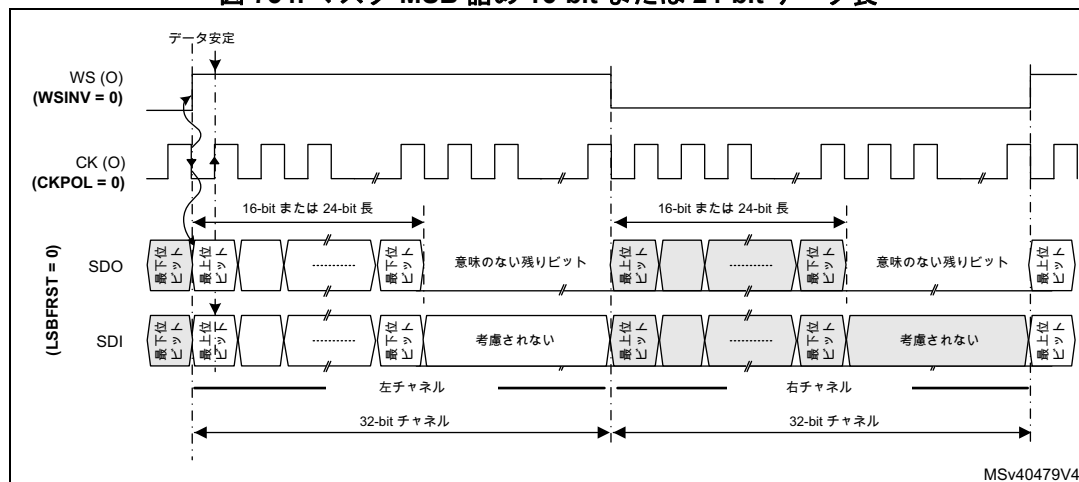 データ安定
WS (O)
(WSINV = 0)
CK (O)
(CKPOL = 0)
16-bit または 24-bit 長
16-bit または 24-bit 長
(LSBFRST = 0)
SDO
最下位ビット
最上位ビット
最下位ビット
意味のない残りビット
最上位ビット
最下位ビット
意味のない残りビット
最上位ビット
SDI
最下位ビット
最上位ビット
最下位ビット
考慮されない
最上位ビット
最下位ビット
考慮されない
最上位ビット
左チャネル
右チャネル
32-bit チャネル
32-bit チャネル
MSv40479V4